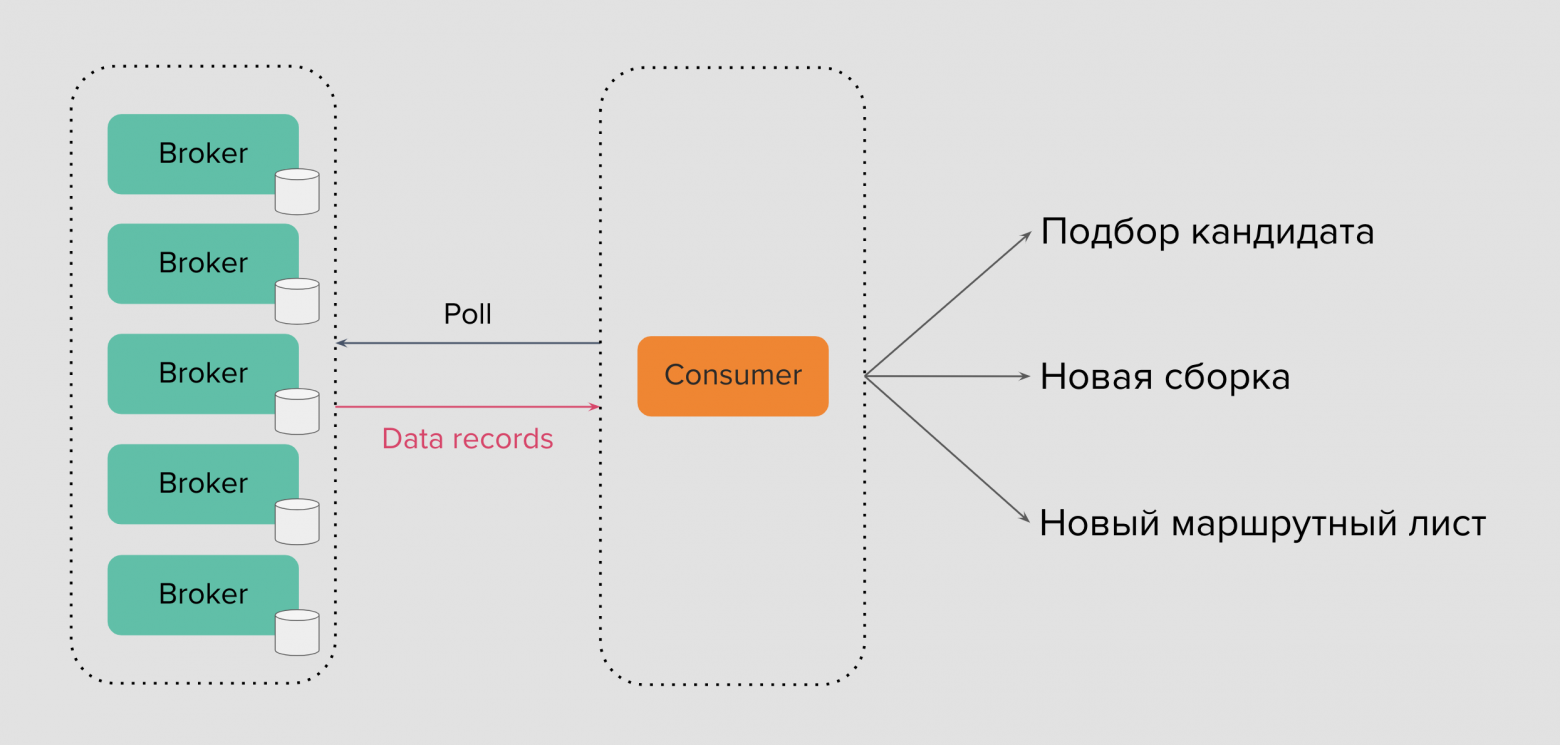 Broker
Broker
Broker
Broker
Broker
Poll
Data records
Consumer
Подбор кандидата
Новая сборка
Новый маршрутный лист